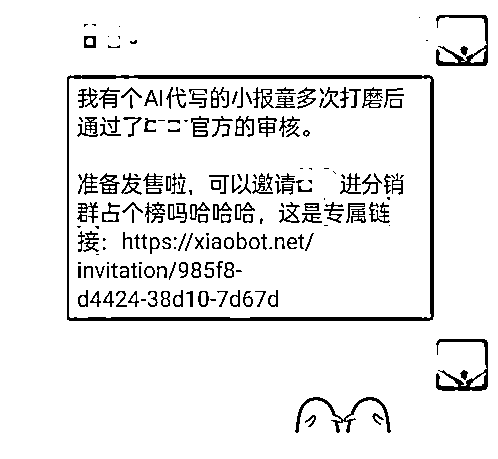 我有个AI代写的小报童多次打磨后
通过了官方的审核。
准备发售啦，可以邀请进分销
群占个榜吗哈哈哈，这是专属链
接：https://xiaobot.net/
invitation/985f8-
d4424-38d10-7d67d